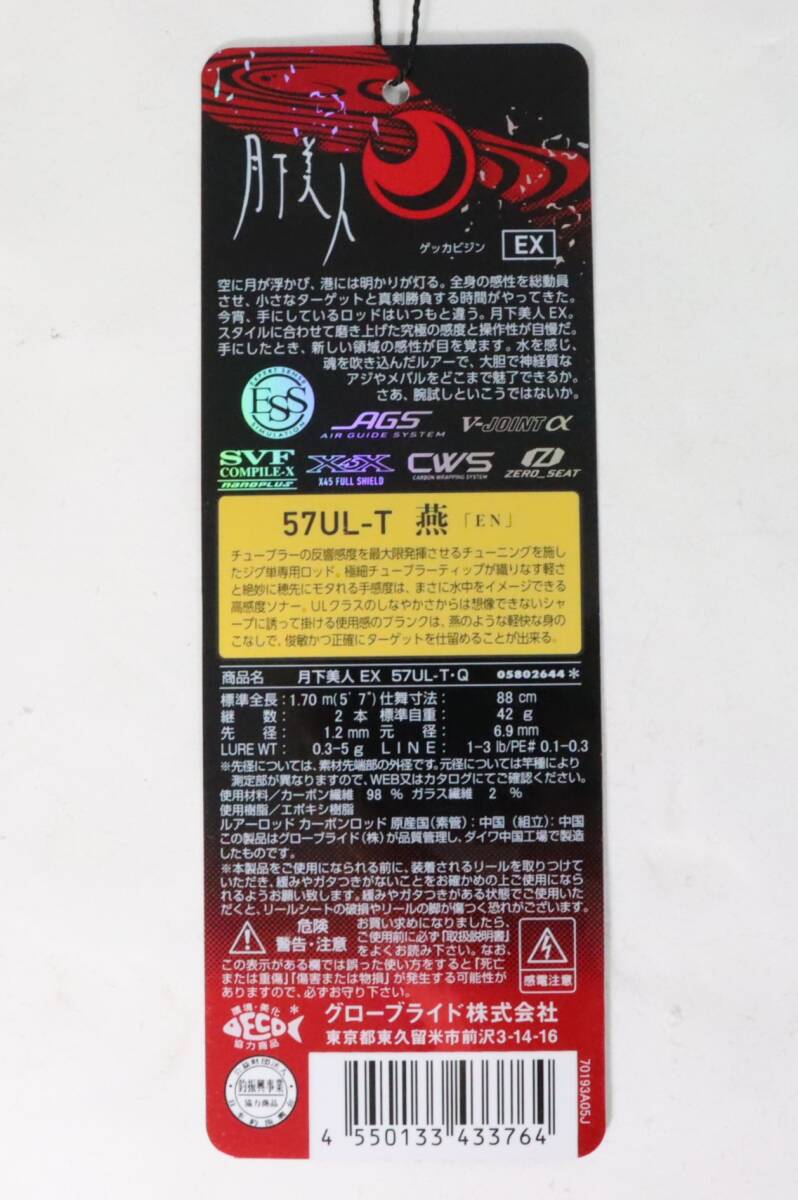 月下美人
ゲッカビジン EX
空に月が浮かび、港には明かりが灯る。全身の感性を総動員
させ、小さなターゲットと真剣勝負する時間がやってきた。
今宵、手にしているロッドはいつもと違う。月下美人EX。
スタイルに合わせて磨き上げた究極の感度と操作性が自慢だ。
手にしたとき、新しい領域の感性が目を覚ます。水を感じ、
魂を吹き込んだルアーで、大胆で神経質な
アジやメバルをどこまで魅了できるか。
さあ、腕試しといこうではないか。
EXPERT SENSE
ESS
SIMULATION
AGS
AIR GUIDE SYSTEM
V-JOINT α
SVF
COMPILE-X
nanoplus
X45X
X45 FULL SHIELD
CWS
CARBON WRAPPING SYSTEM
ZERO_SEAT
57UL-T 燕 「EN」
チューブラーの反響感度を最大限発揮させるチューニングを施し
たジグ単専用ロッド。極細チューブラーティップが織りなす軽さ
と絶妙に穂先にモタれる手感度は、まさに水中をイメージできる
高感度ソナー。ULクラスのしなやかさからは想像できないシャ
ープに誘って掛ける使用感のブランクは、燕のような軽快な身の
こなしで、俊敏かつ正確にターゲットを仕留めることが出来る。
商品名 月下美人 EX 57UL-T・Q 05802644*
標準全長:1.70 m(5' 7") 仕舞寸法: 88 cm
継 数: 2 本 標準自重: 42 g
先 径: 1.2 mm 元 径: 6.9 mm
LURE WT: 0.3-5 g LINE: 1-3 lb/PE# 0.1-0.3
※先径については、素材先端部の外径です。元径については竿種により
測定部が異なりますので、WEB又はカタログにてご確認ください。
使用材料/カーボン繊維 98 % ガラス繊維 2 %
使用樹脂/エポキシ樹脂
ルアーロッド カーボンロッド 原産国(素管):中国 (組立):中国
この製品はグローブライド(株)が品質管理し、ダイワ中国工場で製造
したものです。
※本製品をご使用になられる前に、装着されるリールを取りつけて
いただき、緩みやガタつきがないことをお確かめの上ご使用になら
れるようお願い致します。緩みやガタつきがある状態でご使用いた
だくと、リールシートの破損やリールの脚が傷つく恐れがございます。
危険
警告・注意
お買い求めになりましたら、
ご使用前に必ず「取扱説明書」
をよくお読み下さい。なお、
この表示がある欄では誤った使い方をすると「死亡
または重傷」「傷害または物損」が発生する可能性が
ありますので、必ずお守り下さい。
感電注意
環境・美化
DECO
協力商品
*
グローブライド株式会社
東京都東久留米市前沢3-14-16
公益財団法人
釣振興事業
協力商品
日本釣振興会
4 550133 433764
70193A05J